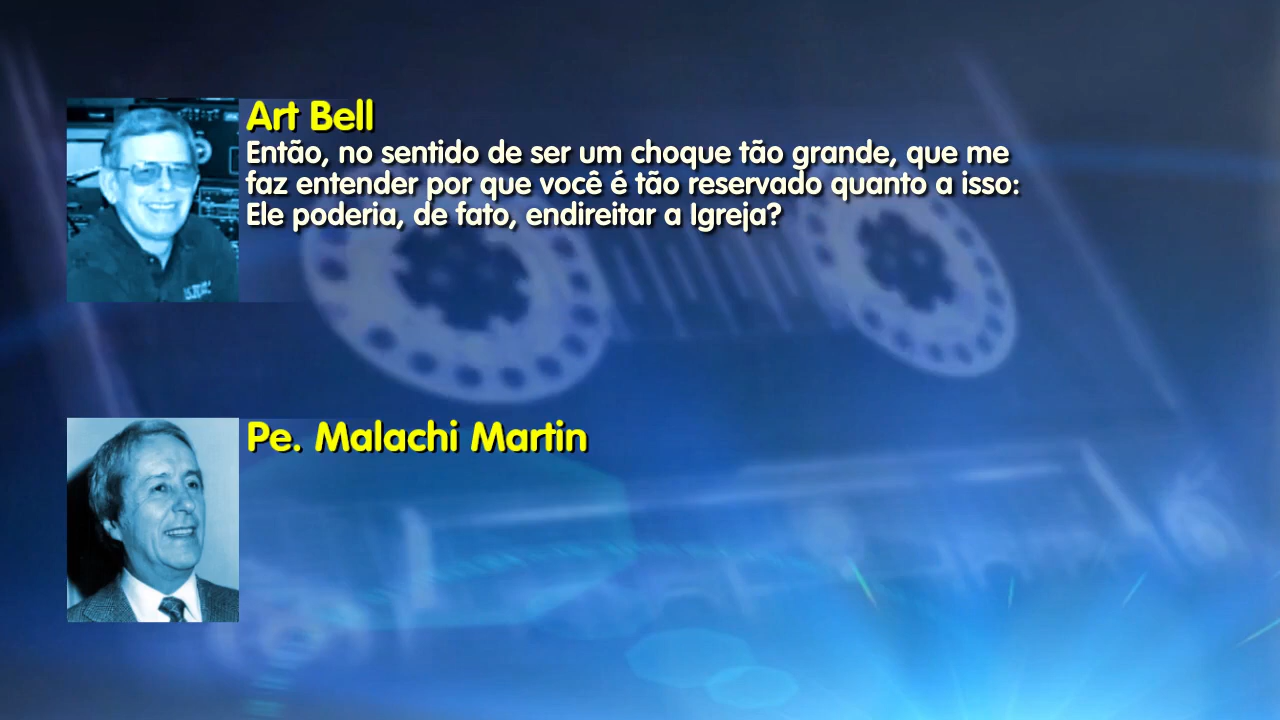 Art Bell
Então, no sentido de ser um choque tão grande, que me
faz entender por que você é tão reservado quanto a isso:
Ele poderia, de fato, endireitar a Igreja?
Pe. Malachi Martin